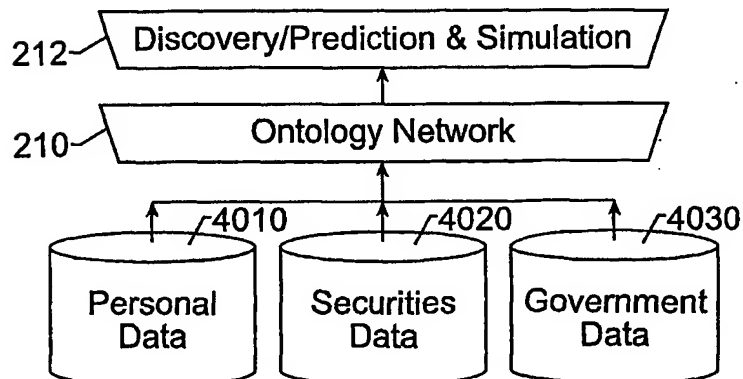 212 Discovery/Prediction & Simulation
210 Ontology Network
4010 4020 4030
Personal Data
Securities Data
Government Data